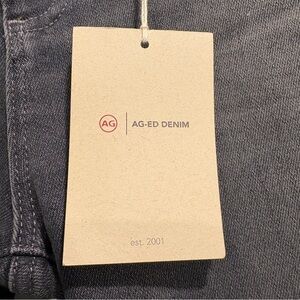 AG AG-ED DENIM
est. 2001